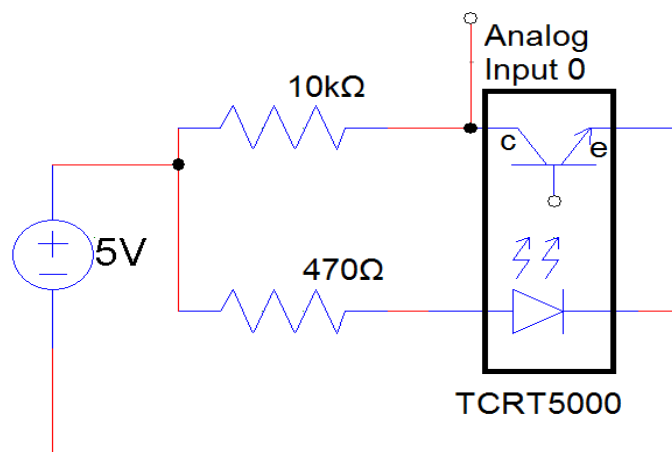 Analog
Input 0
10kΩ
c
e
5V
470Ω
TCRT5000